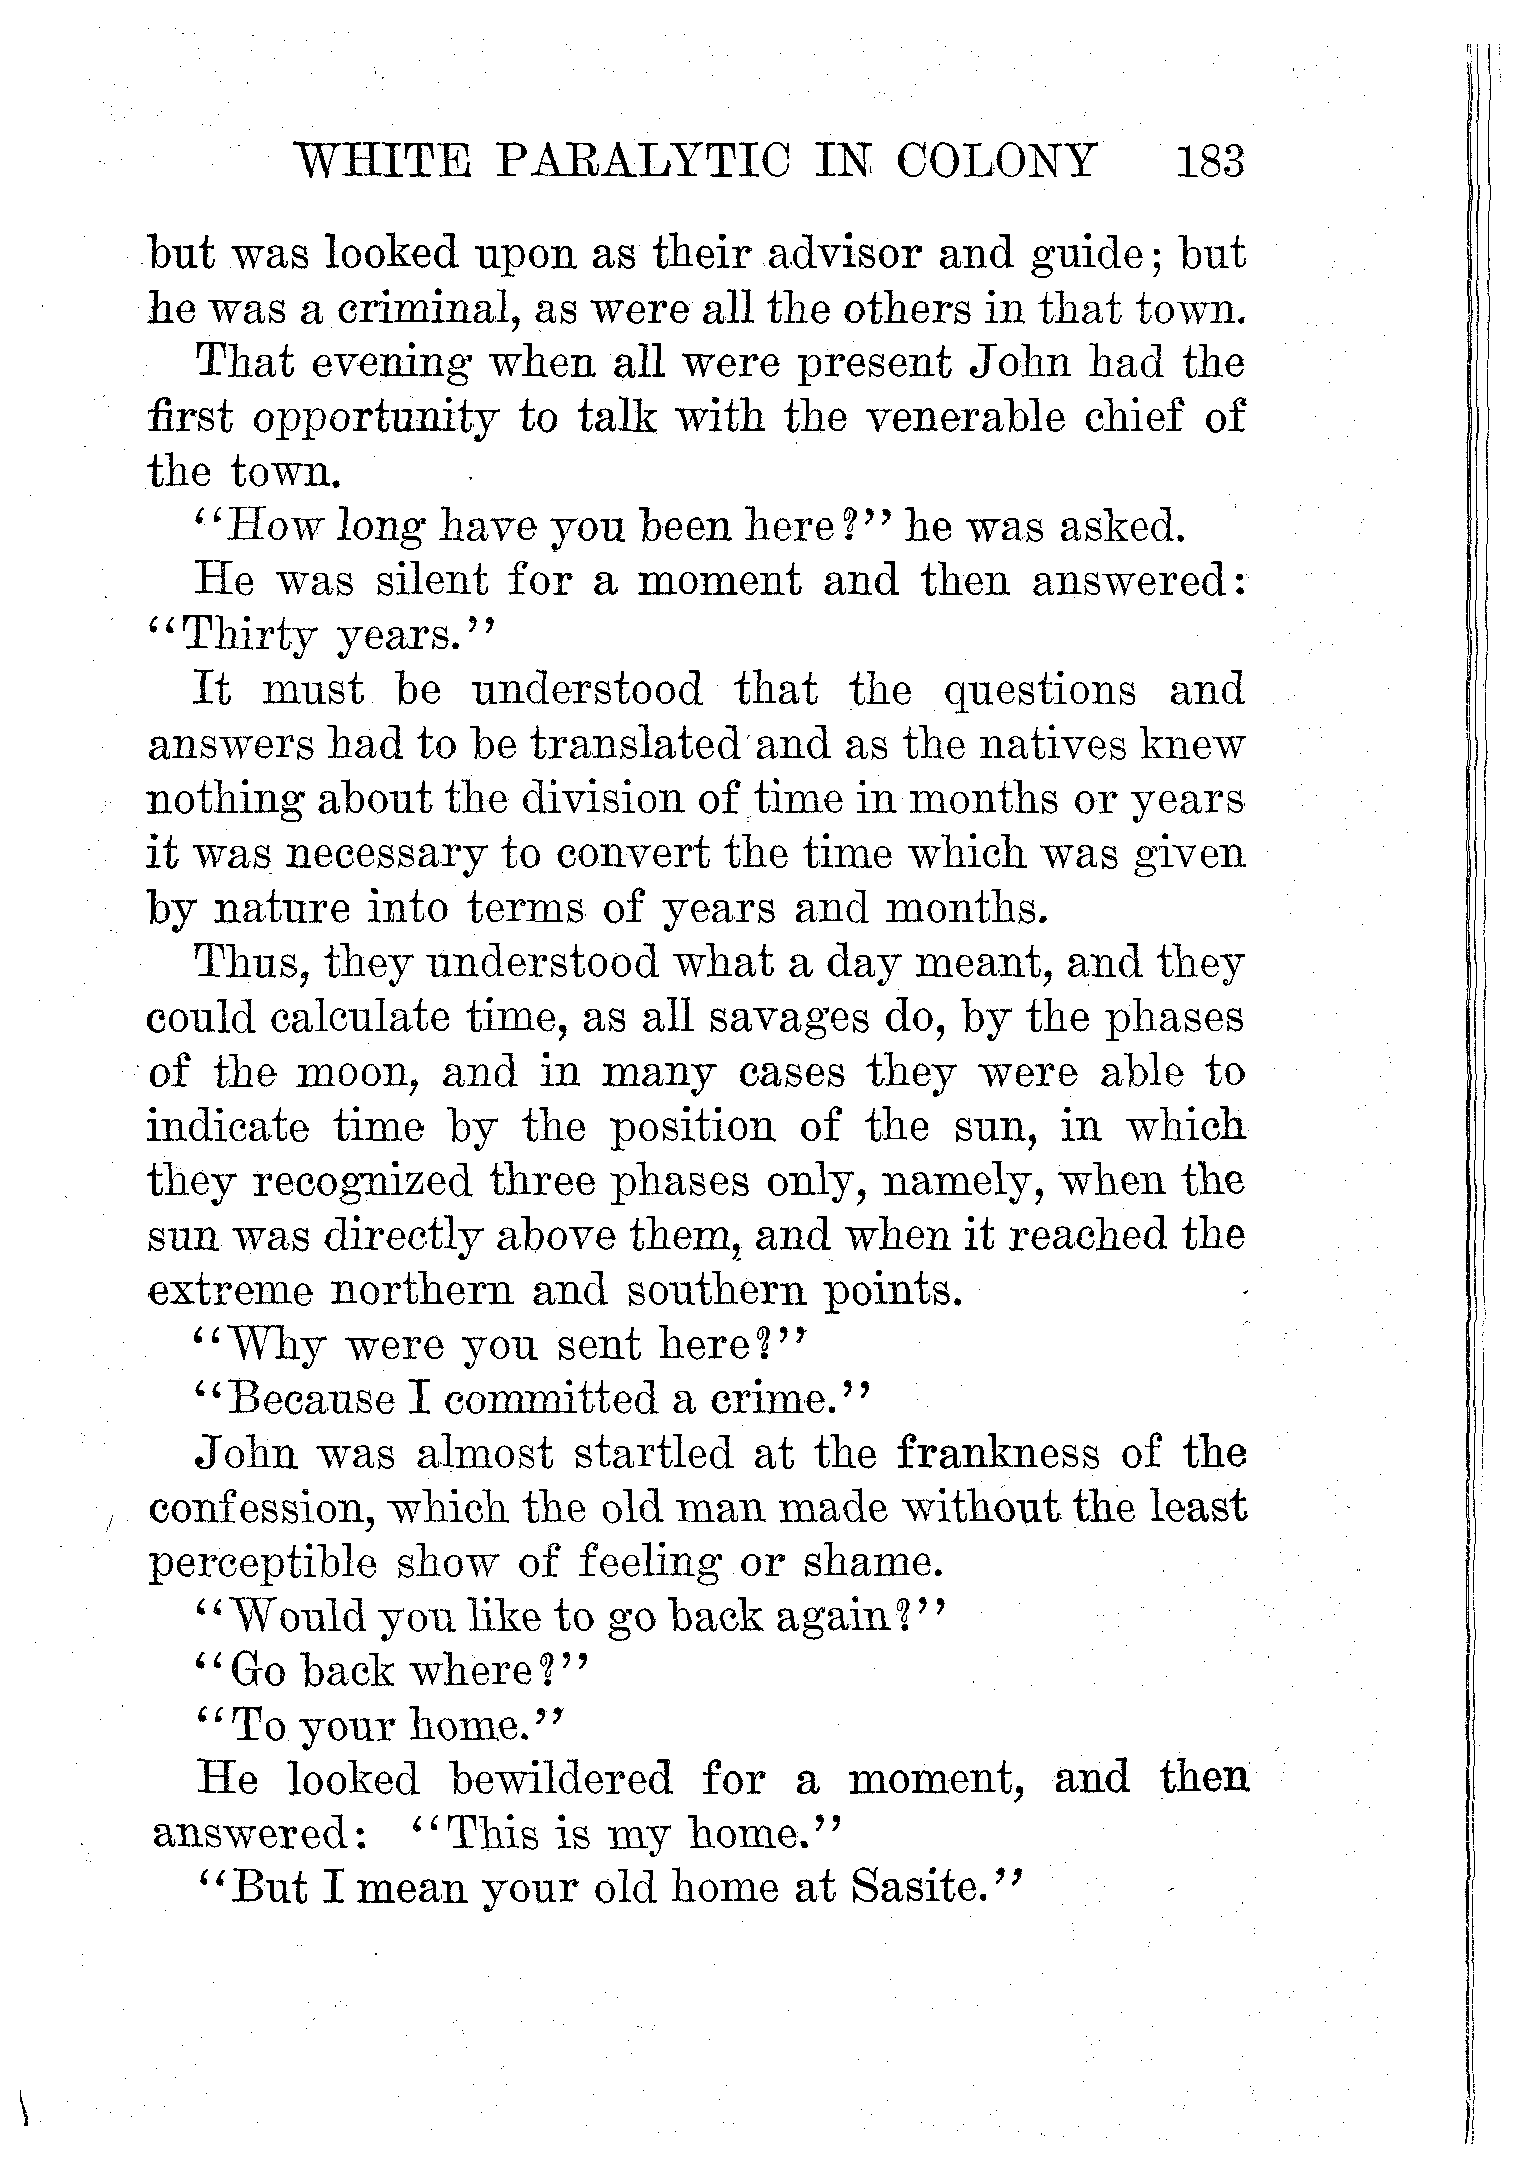 WHITE PARALYTIC IN COLONY 183
but was looked upon as their advisor and guide; but
he was a criminal, as were all the others in that town.
That evening when all were present John had the
first opportunity to talk with the venerable chief of
the town.
"How long have you been here?" he was asked.
He was silent for a moment and then answered:
"Thirty years."
It must be understood that the questions and
answers had to be translated and as the natives knew
nothing about the division of time in months or years
it was necessary to convert the time which was given
by nature into terms of years and months.
Thus, they understood what a day meant, and they
could calculate time, as all savages do, by the phases
of the moon, and in many cases they were able to
indicate time by the position of the sun, in which
they recognized three phases only, namely, when the
sun was directly above them, and when it reached the
extreme northern and southern points.
"Why were you sent here?"
"Because I committed a crime."
John was almost startled at the frankness of the
confession, which the old man made without the least
perceptible show of feeling or shame.
"Would you like to go back again?"
"Go back where?"
"To your home."
He looked bewildered for a moment, and then
answered: "This is my home."
"But I mean your old home at Sasite."